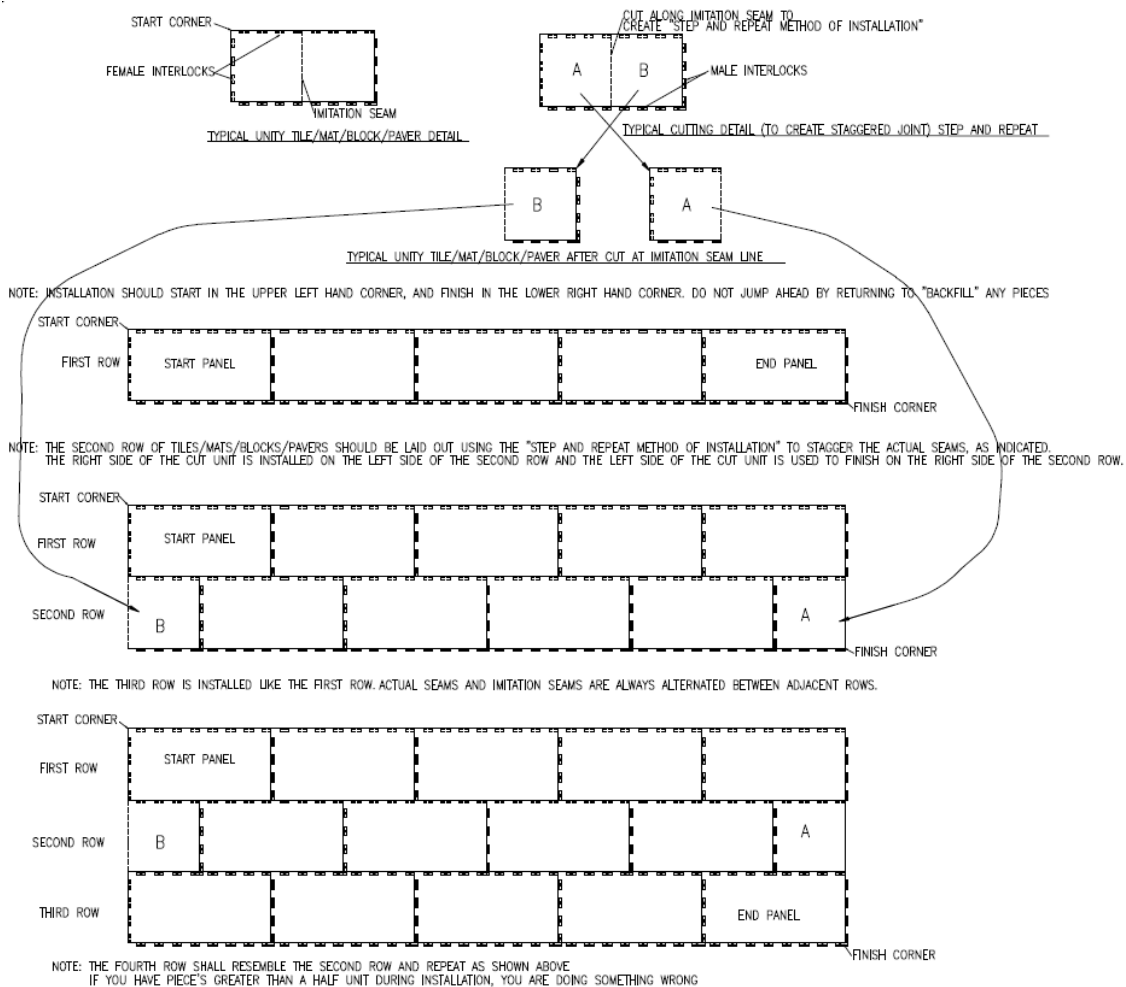 START CORNER
FEMALE INTERLOCKS
IMITATION SEAM
TYPICAL UNITY TILE/MAT/BLOCK/PAVER DETAIL
CUT ALONG IMITATION SEAM TO
CREATE "STEP AND REPEAT METHOD OF INSTALLATION"
A
B
MALE INTERLOCKS
TYPICAL CUTTING DETAIL (TO CREATE STAGGERED JOINT) STEP AND REPEAT
B
A
TYPICAL UNITY TILE/MAT/BLOCK/PAVER AFTER CUT AT IMITATION SEAM LINE
NOTE: INSTALLATION SHOULD START IN THE UPPER LEFT HAND CORNER, AND FINISH IN THE LOWER RIGHT HAND CORNER. DO NOT JUMP AHEAD BY RETURNING TO "BACKFILL" ANY PIECES
START CORNER
FIRST ROW
START PANEL
END PANEL
FINISH CORNER
NOTE: THE SECOND ROW OF TILES/MATS/BLOCKS/PAVERS SHOULD BE LAID OUT USING THE "STEP AND REPEAT METHOD OF INSTALLATION" TO STAGGER THE ACTUAL SEAMS, AS INDICATED.
THE RIGHT SIDE OF THE CUT UNIT IS INSTALLED ON THE LEFT SIDE OF THE SECOND ROW AND THE LEFT SIDE OF THE CUT UNIT IS USED TO FINISH ON THE RIGHT SIDE OF THE SECOND ROW.
START CORNER
FIRST ROW
START PANEL
SECOND ROW
B
A
FINISH CORNER
NOTE: THE THIRD ROW IS INSTALLED LIKE THE FIRST ROW. ACTUAL SEAMS AND IMITATION SEAMS ARE ALWAYS ALTERNATED BETWEEN ADJACENT ROWS.
START CORNER
FIRST ROW
START PANEL
SECOND ROW
B
A
THIRD ROW
END PANEL
FINISH CORNER
NOTE: THE FOURTH ROW SHALL RESEMBLE THE SECOND ROW AND REPEAT AS SHOWN ABOVE
IF YOU HAVE PIECE'S GREATER THAN A HALF UNIT DURING INSTALLATION, YOU ARE DOING SOMETHING WRONG